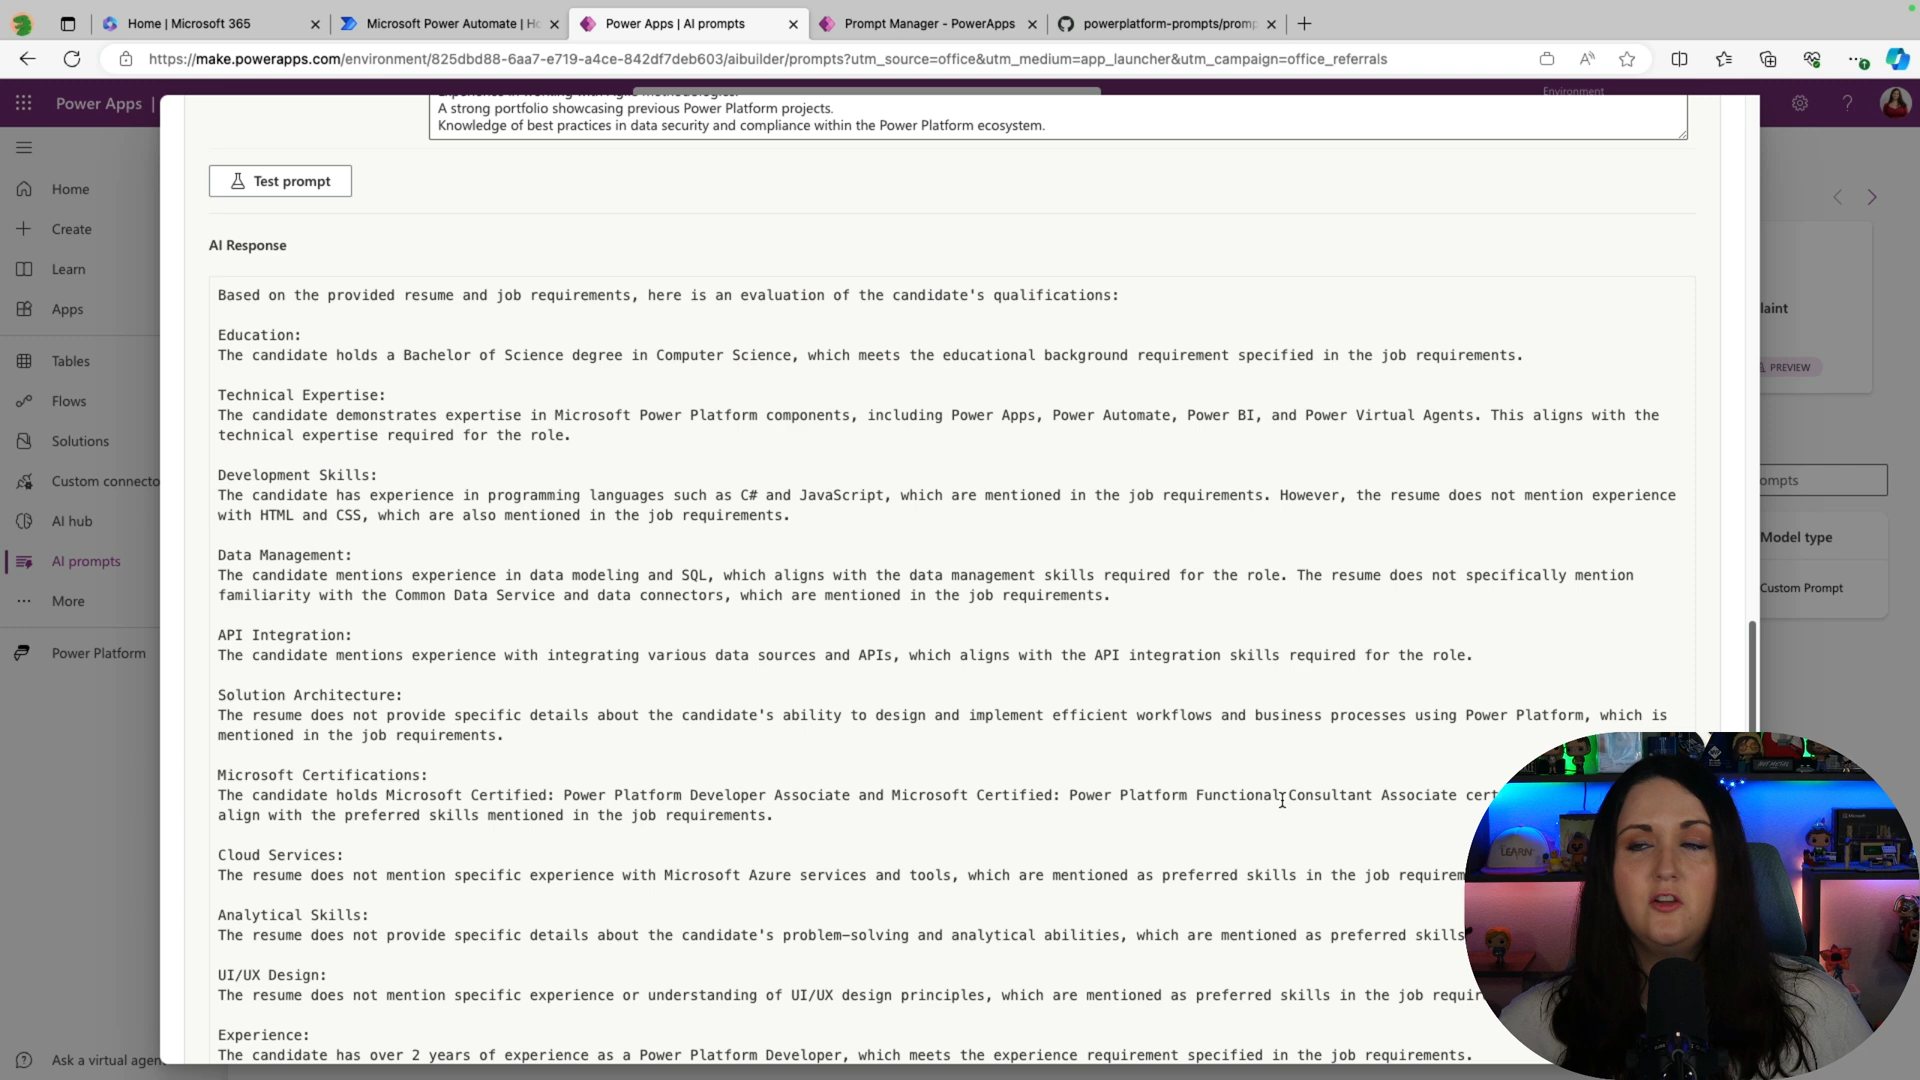 Home | Microsoft 365
Microsoft Power Automate | Ho
Power Apps | AI prompts
Prompt Manager - PowerApps
powerplatform-prompts/promp
https://make.powerapps.com/environment/825dbd88-6aa7-e719-a4ce-842df7deb603/aibuilder/prompts?utm_source=office&utm_medium=app_launcher&utm_campaign=office_referrals
Power Apps |
Environment
Home
Create
Learn
Apps
Tables
Flows
Solutions
Custom connecto
AI hub
AI prompts
More
Power Platform
Ask a virtual agen
Experience in working with Agile methodologies.
A strong portfolio showcasing previous Power Platform projects.
Knowledge of best practices in data security and compliance within the Power Platform ecosystem.
Test prompt
AI Response
Based on the provided resume and job requirements, here is an evaluation of the candidate's qualifications:
Education:
The candidate holds a Bachelor of Science degree in Computer Science, which meets the educational background requirement specified in the job requirements.
Technical Expertise:
The candidate demonstrates expertise in Microsoft Power Platform components, including Power Apps, Power Automate, Power BI, and Power Virtual Agents. This aligns with the
technical expertise required for the role.
Development Skills:
The candidate has experience in programming languages such as C# and JavaScript, which are mentioned in the job requirements. However, the resume does not mention experience
with HTML and CSS, which are also mentioned in the job requirements.
Data Management:
The candidate mentions experience in data modeling and SQL, which aligns with the data management skills required for the role. The resume does not specifically mention
familiarity with the Common Data Service and data connectors, which are mentioned in the job requirements.
API Integration:
The candidate mentions experience with integrating various data sources and APIs, which aligns with the API integration skills required for the role.
Solution Architecture:
The resume does not provide specific details about the candidate's ability to design and implement efficient workflows and business processes using Power Platform, which is
mentioned in the job requirements.
Microsoft Certifications:
The candidate holds Microsoft Certified: Power Platform Developer Associate and Microsoft Certified: Power Platform Functional Consultant Associate cert
align with the preferred skills mentioned in the job requirements.
Cloud Services:
The resume does not mention specific experience with Microsoft Azure services and tools, which are mentioned as preferred skills in the job requirem
Analytical Skills:
The resume does not provide specific details about the candidate's problem-solving and analytical abilities, which are mentioned as preferred skills
UI/UX Design:
The resume does not mention specific experience or understanding of UI/UX design principles, which are mentioned as preferred skills in the job requir
Experience:
The candidate has over 2 years of experience as a Power Platform Developer, which meets the experience requirement specified in the job requirements.
laint
PREVIEW
ompts
Model type
Custom Prompt
LEARN